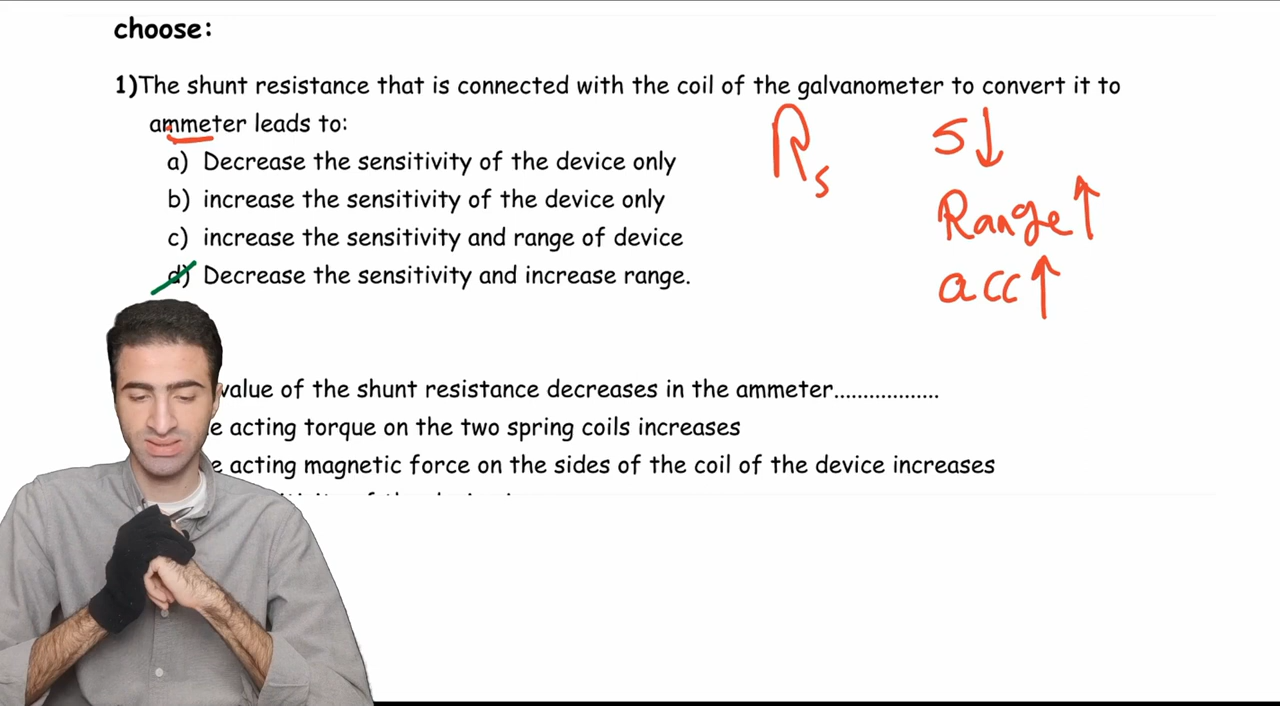 choose:
1)The shunt resistance that is connected with the coil of the galvanometer to convert it to
ammeter leads to:
a) Decrease the sensitivity of the device only
b) increase the sensitivity of the device only
c) increase the sensitivity and range of device
d) Decrease the sensitivity and increase range.
Rs
S↓
Range↑
acc↑
value of the shunt resistance decreases in the ammeter...................
acting torque on the two spring coils increases
acting magnetic force on the sides of the coil of the device increases